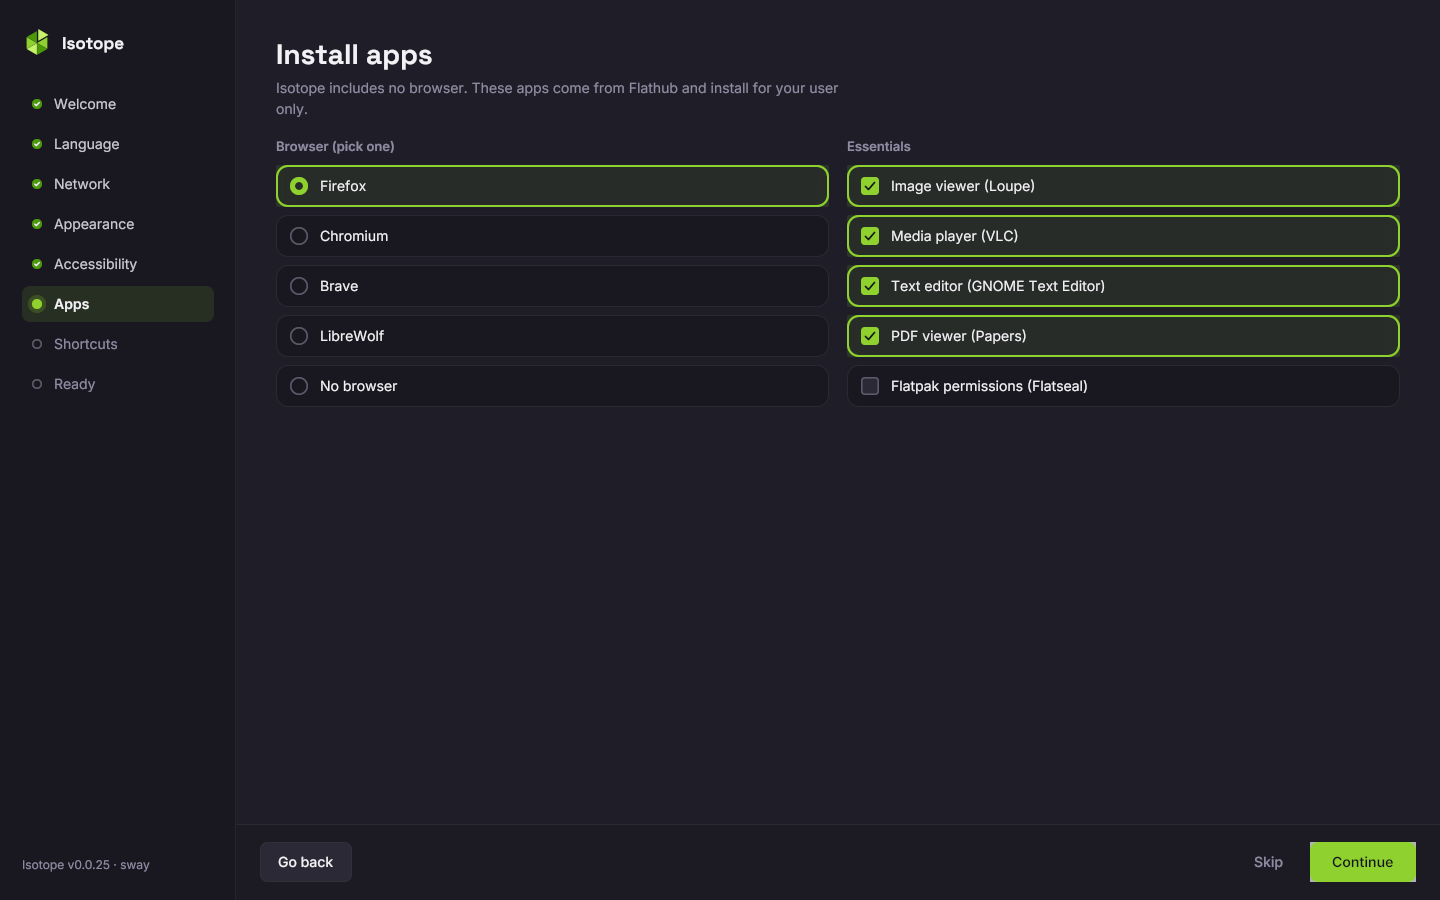 Isotope
Welcome
Language
Network
Appearance
Accessibility
Apps
Shortcuts
Ready
Isotope v0.0.25 · sway
Install apps
Isotope includes no browser. These apps come from Flathub and install for your user
only.
Browser (pick one)
Firefox
Chromium
Brave
LibreWolf
No browser
Essentials
Image viewer (Loupe)
Media player (VLC)
Text editor (GNOME Text Editor)
PDF viewer (Papers)
Flatpak permissions (Flatseal)
Go back
Skip
Continue